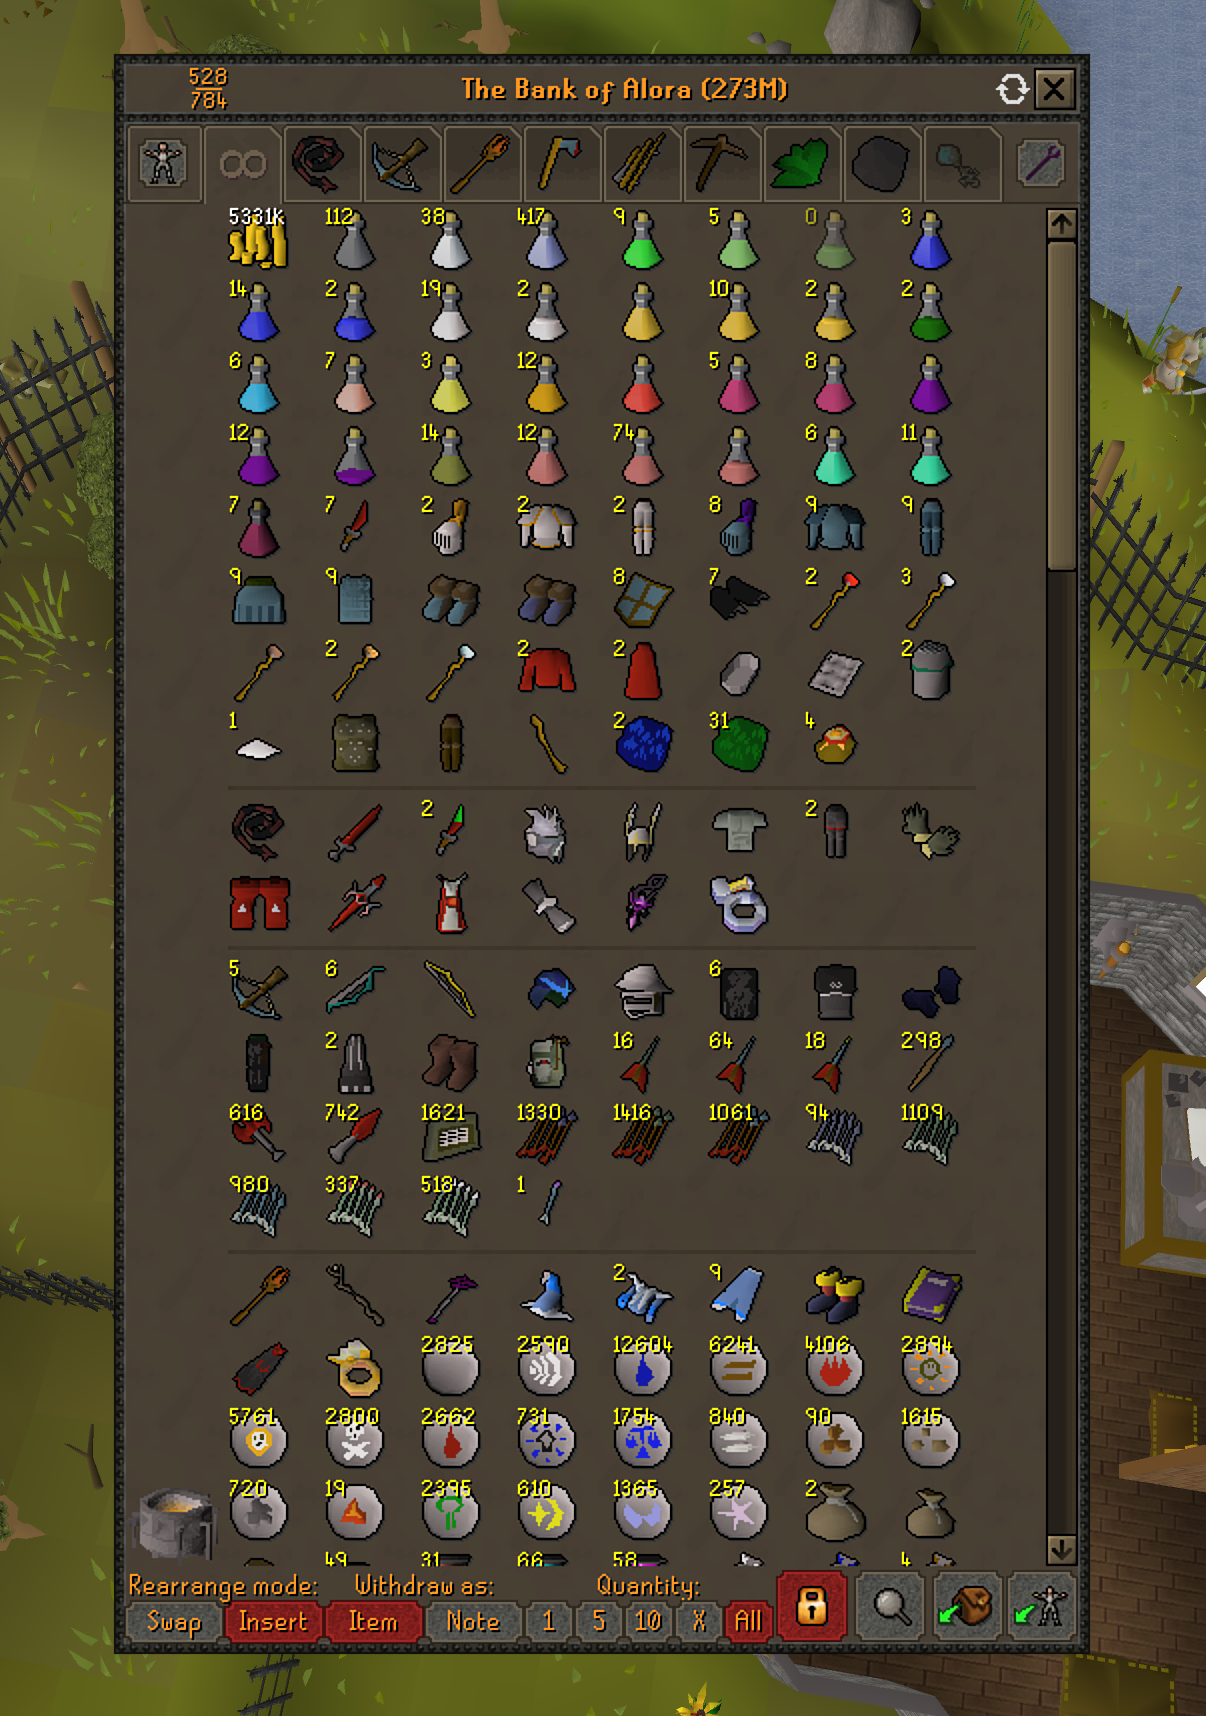 528
784
The Bank of Alora (273M)
5331k 112 38 417 9 5 0 3
14 2 19 2 10 2 2
6 7 3 12 5 8
12 14 12 74 6 11
7 7 2 2 2 8 9 9
9 9 8 7 2 3
2 2 2 2
1 2 31 4
2 2
5 6 6
2 16 64 18 298
616 742 1621 1330 1416 1061 94 1109
980 337 518 1
2 9
2825 2590 12604 6241 4106 2894
5761 2800 2662 731 1754 840 90 1615
720 19 2395 610 1365 257 2
49 31 66 58 4
Rearrange mode: Withdraw as: Quantity:
Swap Insert Item Note 1 5 10 X All